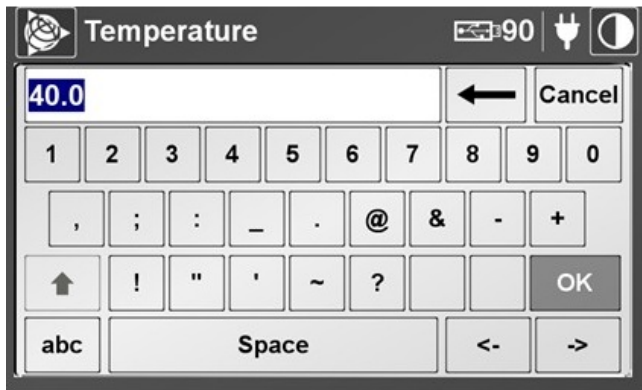 Temperature 90
40.0 Cancel
1 2 3 4 5 6 7 8 9 0
, ; : _ . @ & - +
! " ' ~ ? OK
abc Space <- ->